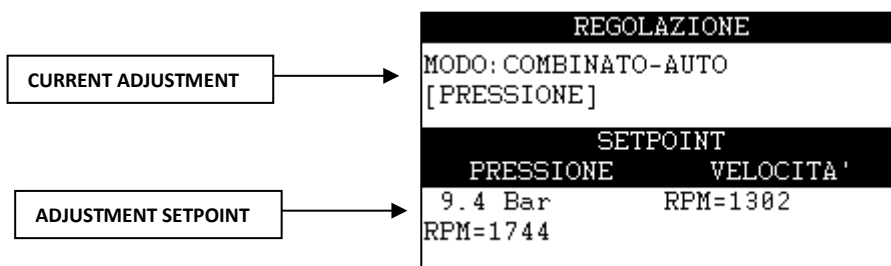 REGOLAZIONE
CURRENT ADJUSTMENT
MODO:COMBINATO-AUTO
[PRESSIONE]
SETPOINT
PRESSIONE VELOCITA'
ADJUSTMENT SETPOINT
9.4 Bar RPM=1302
RPM=1744